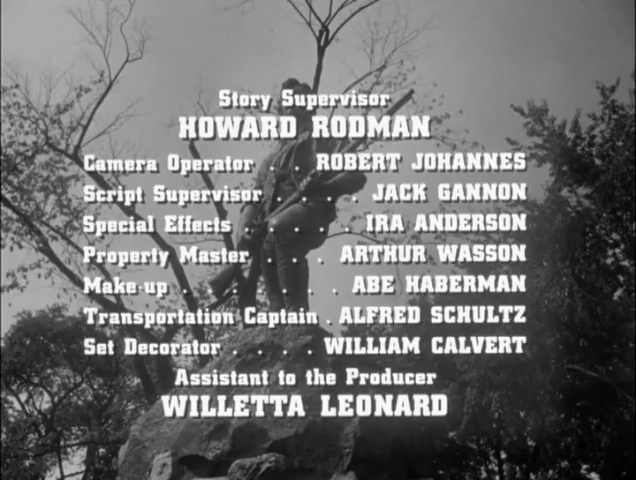 Story Supervisor
HOWARD RODMAN
Camera Operator . . ROBERT JOHANNES
Script Supervisor . . . . JACK GANNON
Special Effects . . . . . IRA ANDERSON
Property Master . . . ARTHUR WASSON
Make-up . . . . . . ABE HABERMAN
Transportation Captain . ALFRED SCHULTZ
Set Decorator . . . . WILLIAM CALVERT
Assistant to the Producer
WILLETTA LEONARD